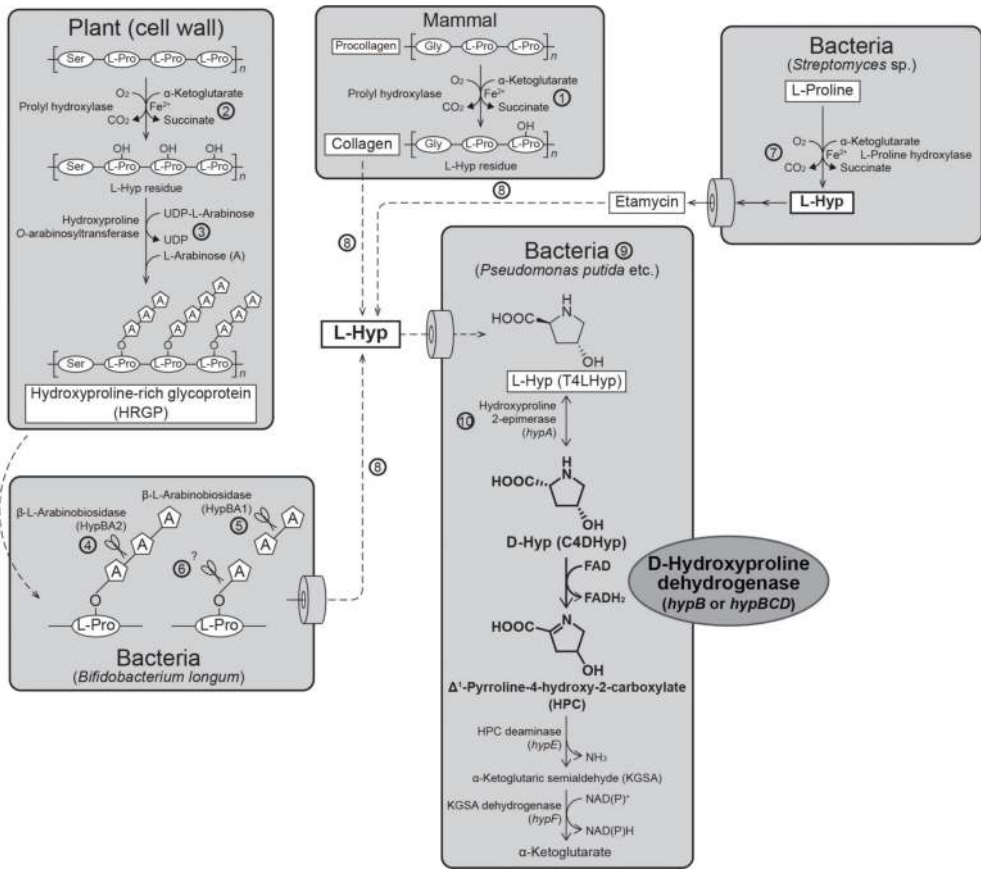 Plant (cell wall)
Ser L-Pro L-Pro L-Pro n
O₂ α-Ketoglutarate
Prolyl hydroxylase Fe²⁺ ②
CO₂ Succinate
OH OH OH
Ser L-Pro L-Pro L-Pro n
L-Hyp residue
Hydroxyproline
O-arabinosyltransferase
UDP-L-Arabinose
UDP ③
L-Arabinose (A)
A A A
A A A
A A A
O O O
Ser L-Pro L-Pro L-Pro n
Hydroxyproline-rich glycoprotein
(HRGP)
Mammal
Procollagen Gly L-Pro L-Pro n
O₂ α-Ketoglutarate
Prolyl hydroxylase Fe²⁺ ①
CO₂ Succinate
OH
Collagen Gly L-Pro L-Pro n
L-Hyp residue
Bacteria
(Streptomyces sp.)
L-Proline
O₂ α-Ketoglutarate
⑦ Fe²⁺ L-Proline hydroxylase
CO₂ Succinate
L-Hyp
Etamycin
⑧
⑧
L-Hyp
⑧
β-L-Arabinobiosidase
(HypBA2)
④
A
A
A
O
L-Pro
β-L-Arabinobiosidase
(HypBA1)
⑤
A
A
?
⑥
A
O
L-Pro
Bacteria
(Bifidobacterium longum)
Bacteria ⑨
(Pseudomonas putida etc.)
H
N
HOOC
OH
L-Hyp (T4LHyp)
⑩
Hydroxyproline
2-epimerase
(hypA)
H
N
HOOC
OH
D-Hyp (C4DHyp)
FAD
FADH₂
D-Hydroxyproline
dehydrogenase
(hypB or hypBCD)
HOOC N
OH
Δ¹-Pyrroline-4-hydroxy-2-carboxylate
(HPC)
HPC deaminase
(hypE)
NH₃
α-Ketoglutaric semialdehyde (KGSA)
KGSA dehydrogenase
(hypF)
NAD(P)⁺
NAD(P)H
α-Ketoglutarate